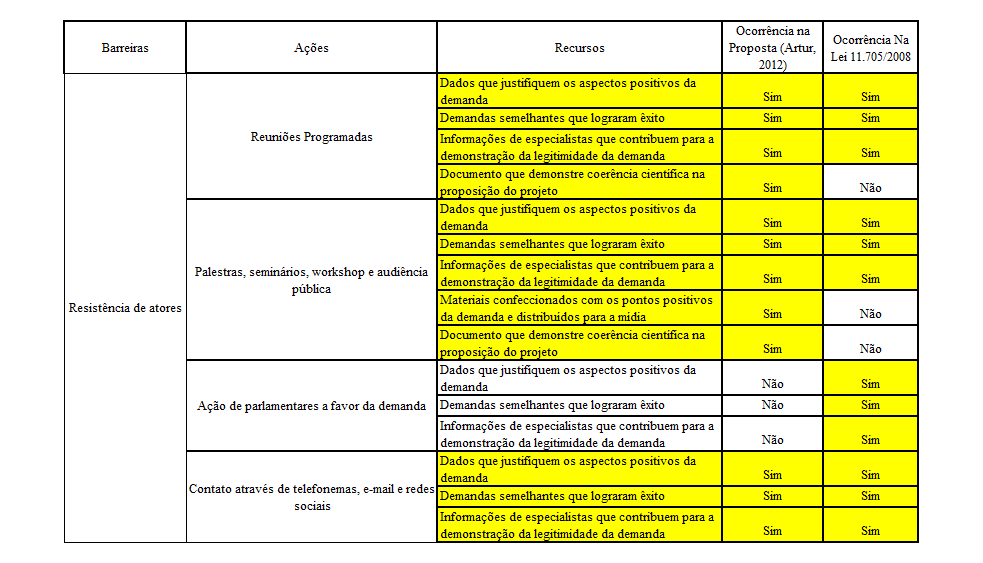 Barreiras
Ações
Recursos
Ocorrência na
Proposta (Artur,
2012)
Ocorrência Na
Lei 11.705/2008
Resistência de atores
Reuniões Programadas
Dados que justifiquem os aspectos positivos da
demanda
Sim
Sim
Demandas semelhantes que lograram êxito
Sim
Sim
Informações de especialistas que contribuem para a
demonstração da legitimidade da demanda
Sim
Sim
Documento que demonstre coerência científica na
proposição do projeto
Sim
Não
Palestras, seminários, workshop e audiência
pública
Dados que justifiquem os aspectos positivos da
demanda
Sim
Sim
Demandas semelhantes que lograram êxito
Sim
Sim
Informações de especialistas que contribuem para a
demonstração da legitimidade da demanda
Sim
Sim
Materiais confeccionados com os pontos positivos
da demanda e distribuidos para a mídia
Sim
Não
Documento que demonstre coerência científica na
proposição do projeto
Sim
Não
Ação de parlamentares a favor da demanda
Dados que justifiquem os aspectos positivos da
demanda
Não
Sim
Demandas semelhantes que lograram êxito
Não
Sim
Informações de especialistas que contribuem para a
demonstração da legitimidade da demanda
Não
Sim
Contato através de telefonemas, e-mail e redes
sociais
Dados que justifiquem os aspectos positivos da
demanda
Sim
Sim
Demandas semelhantes que lograram êxito
Sim
Sim
Informações de especialistas que contribuem para a
demonstração da legitimidade da demanda
Sim
Sim